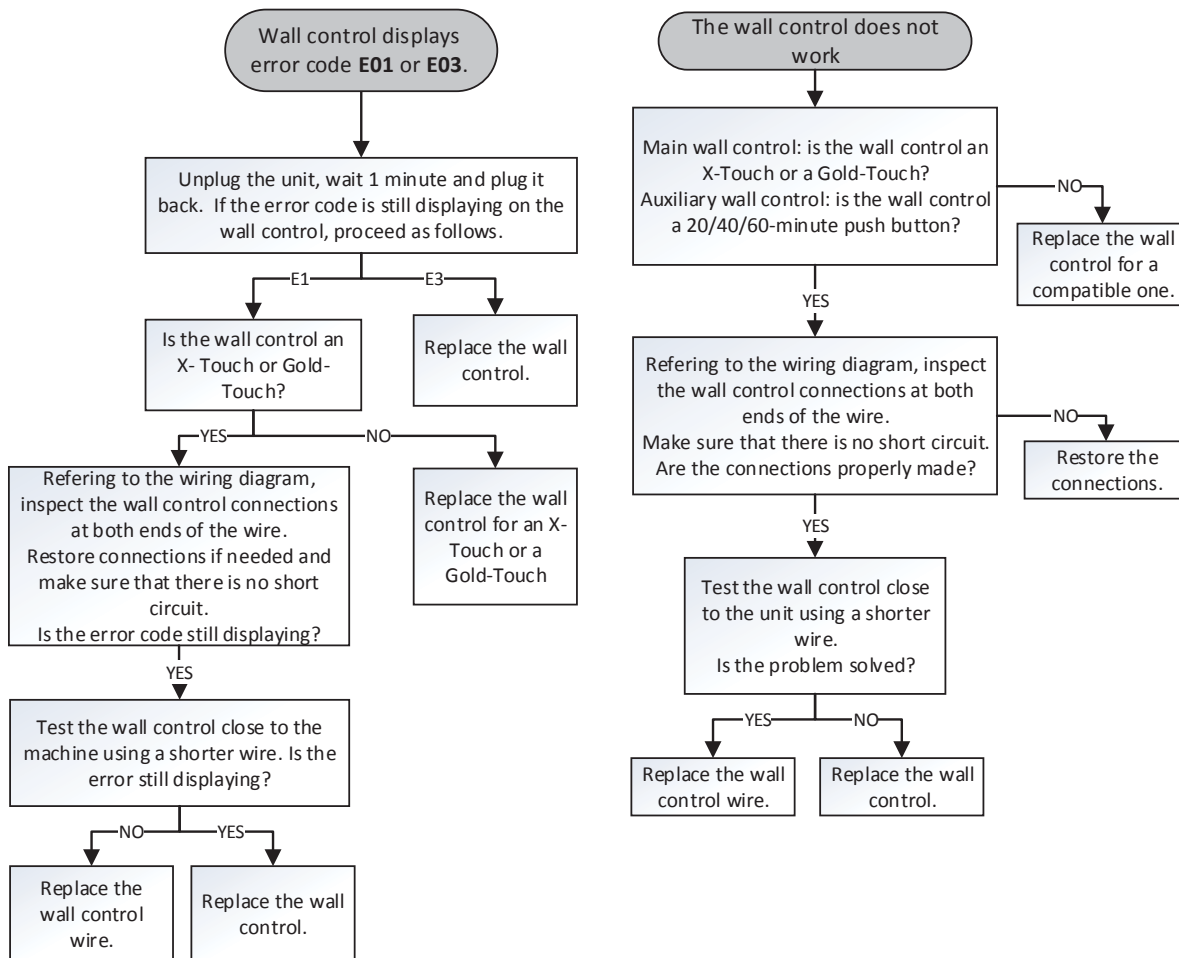 Wall control displays
error code E01 or E03.
Unplug the unit, wait 1 minute and plug it
back. If the error code is still displaying on the
wall control, proceed as follows.
E1
E3
Is the wall control an
X- Touch or Gold-
Touch?
Replace the wall
control.
YES
NO
Refering to the wiring diagram,
inspect the wall control connections
at both ends of the wire.
Restore connections if needed and
make sure that there is no short
circuit.
Is the error code still displaying?
Replace the wall
control for an X-
Touch or a
Gold-Touch
YES
Test the wall control close to the
machine using a shorter wire. Is the
error still displaying?
NO
YES
Replace the
wall control
wire.
Replace the wall
control.
The wall control does not
work
Main wall control: is the wall control an
X-Touch or a Gold-Touch?
Auxiliary wall control: is the wall control
a 20/40/60-minute push button?
NO
Replace the wall
control for a
compatible one.
YES
Refering to the wiring diagram, inspect
the wall control connections at both
ends of the wire.
Make sure that there is no short circuit.
Are the connections properly made?
NO
Restore the
connections.
YES
Test the wall control close
to the unit using a shorter
wire.
Is the problem solved?
YES
NO
Replace the wall
control wire.
Replace the wall
control.